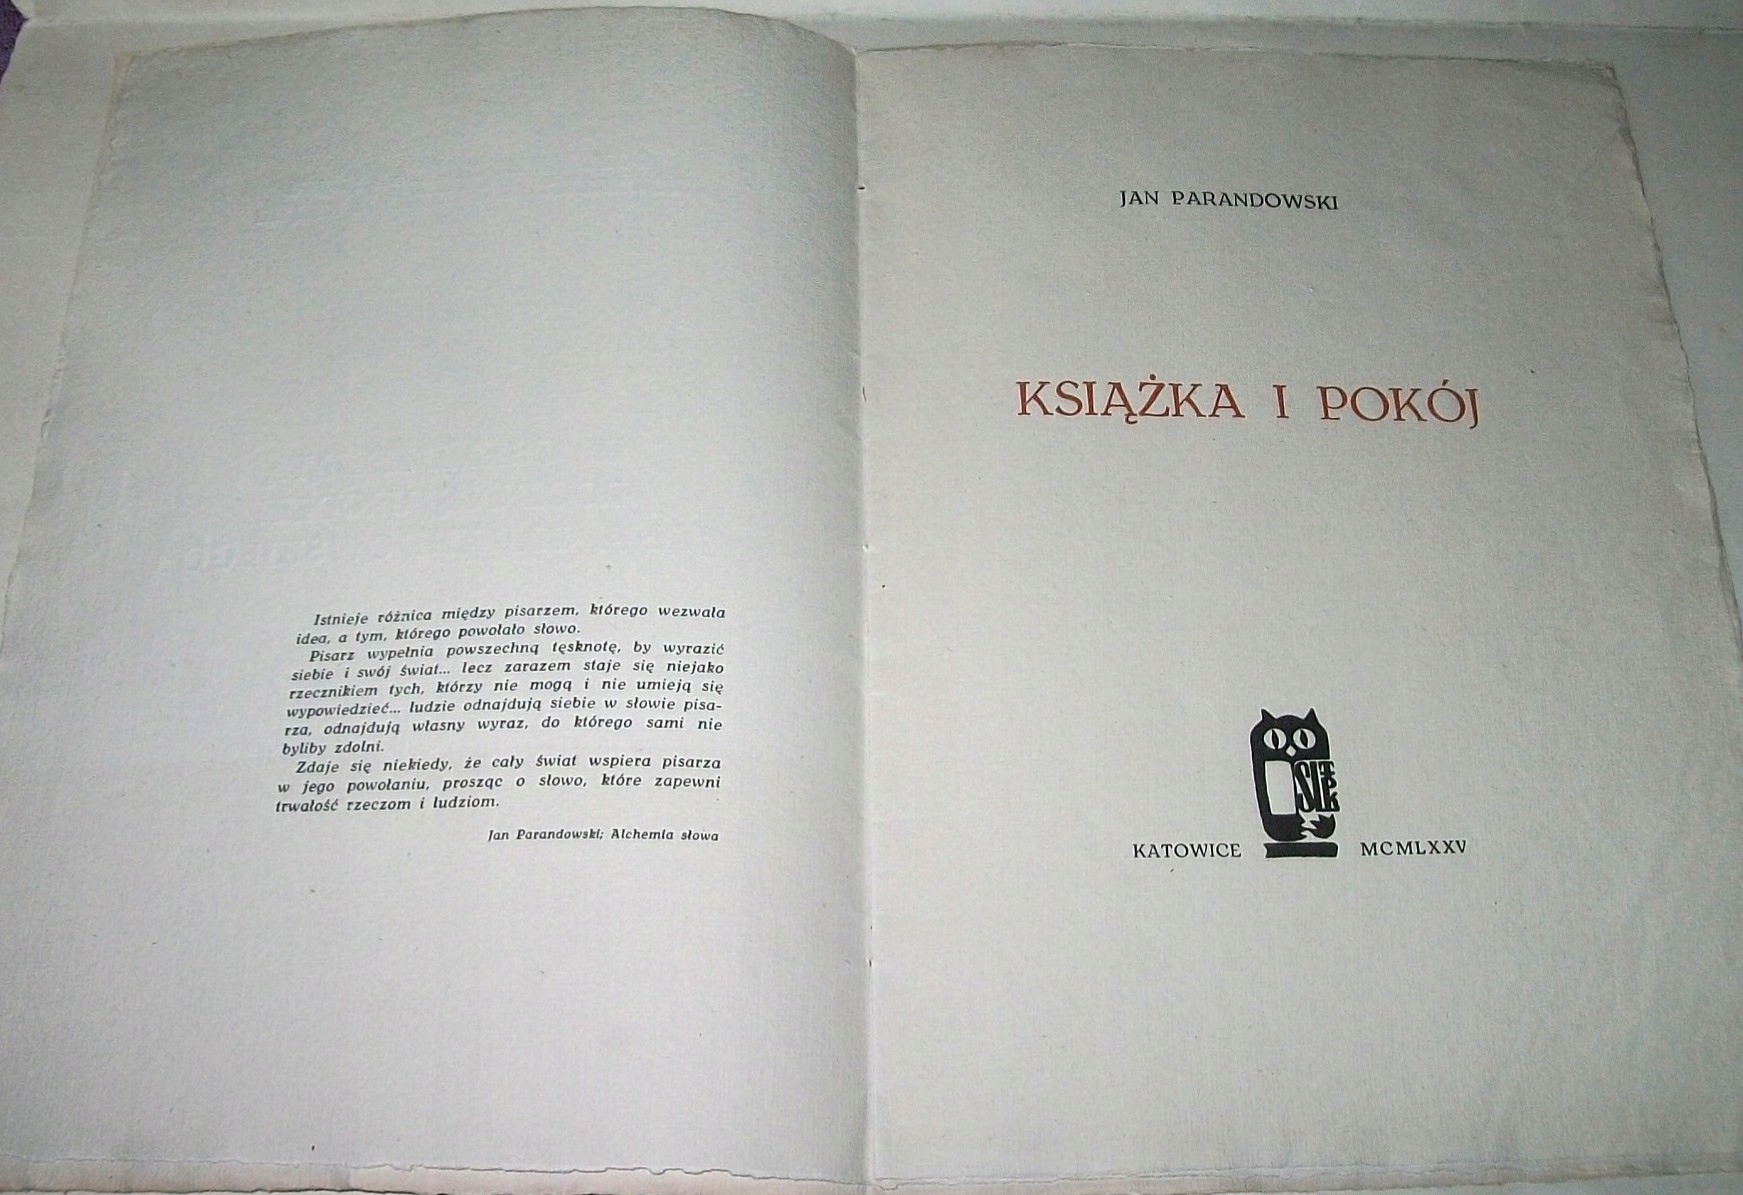 Istnieje różnica między pisarzem, którego wezwała
idea, a tym, którego powołało słowo.
Pisarz wypełnia powszechną tęsknotę, by wyrazić
siebie i swój świat... lecz zarazem staje się niejako
rzecznikiem tych, którzy nie mogą i nie umieją się
wypowiedzieć... ludzie odnajdują siebie w słowie pisa-
rza, odnajdują własny wyraz, do którego sami nie
byliby zdolni.
Zdaje się niekiedy, że cały świat wspiera pisarza
w jego powołaniu, prosząc o słowo, które zapewni
trwałość rzeczom i ludziom.
Jan Parandowski; Alchemia słowa
JAN PARANDOWSKI
KSIĄŻKA I POKÓJ
KATOWICE MCMLXXV